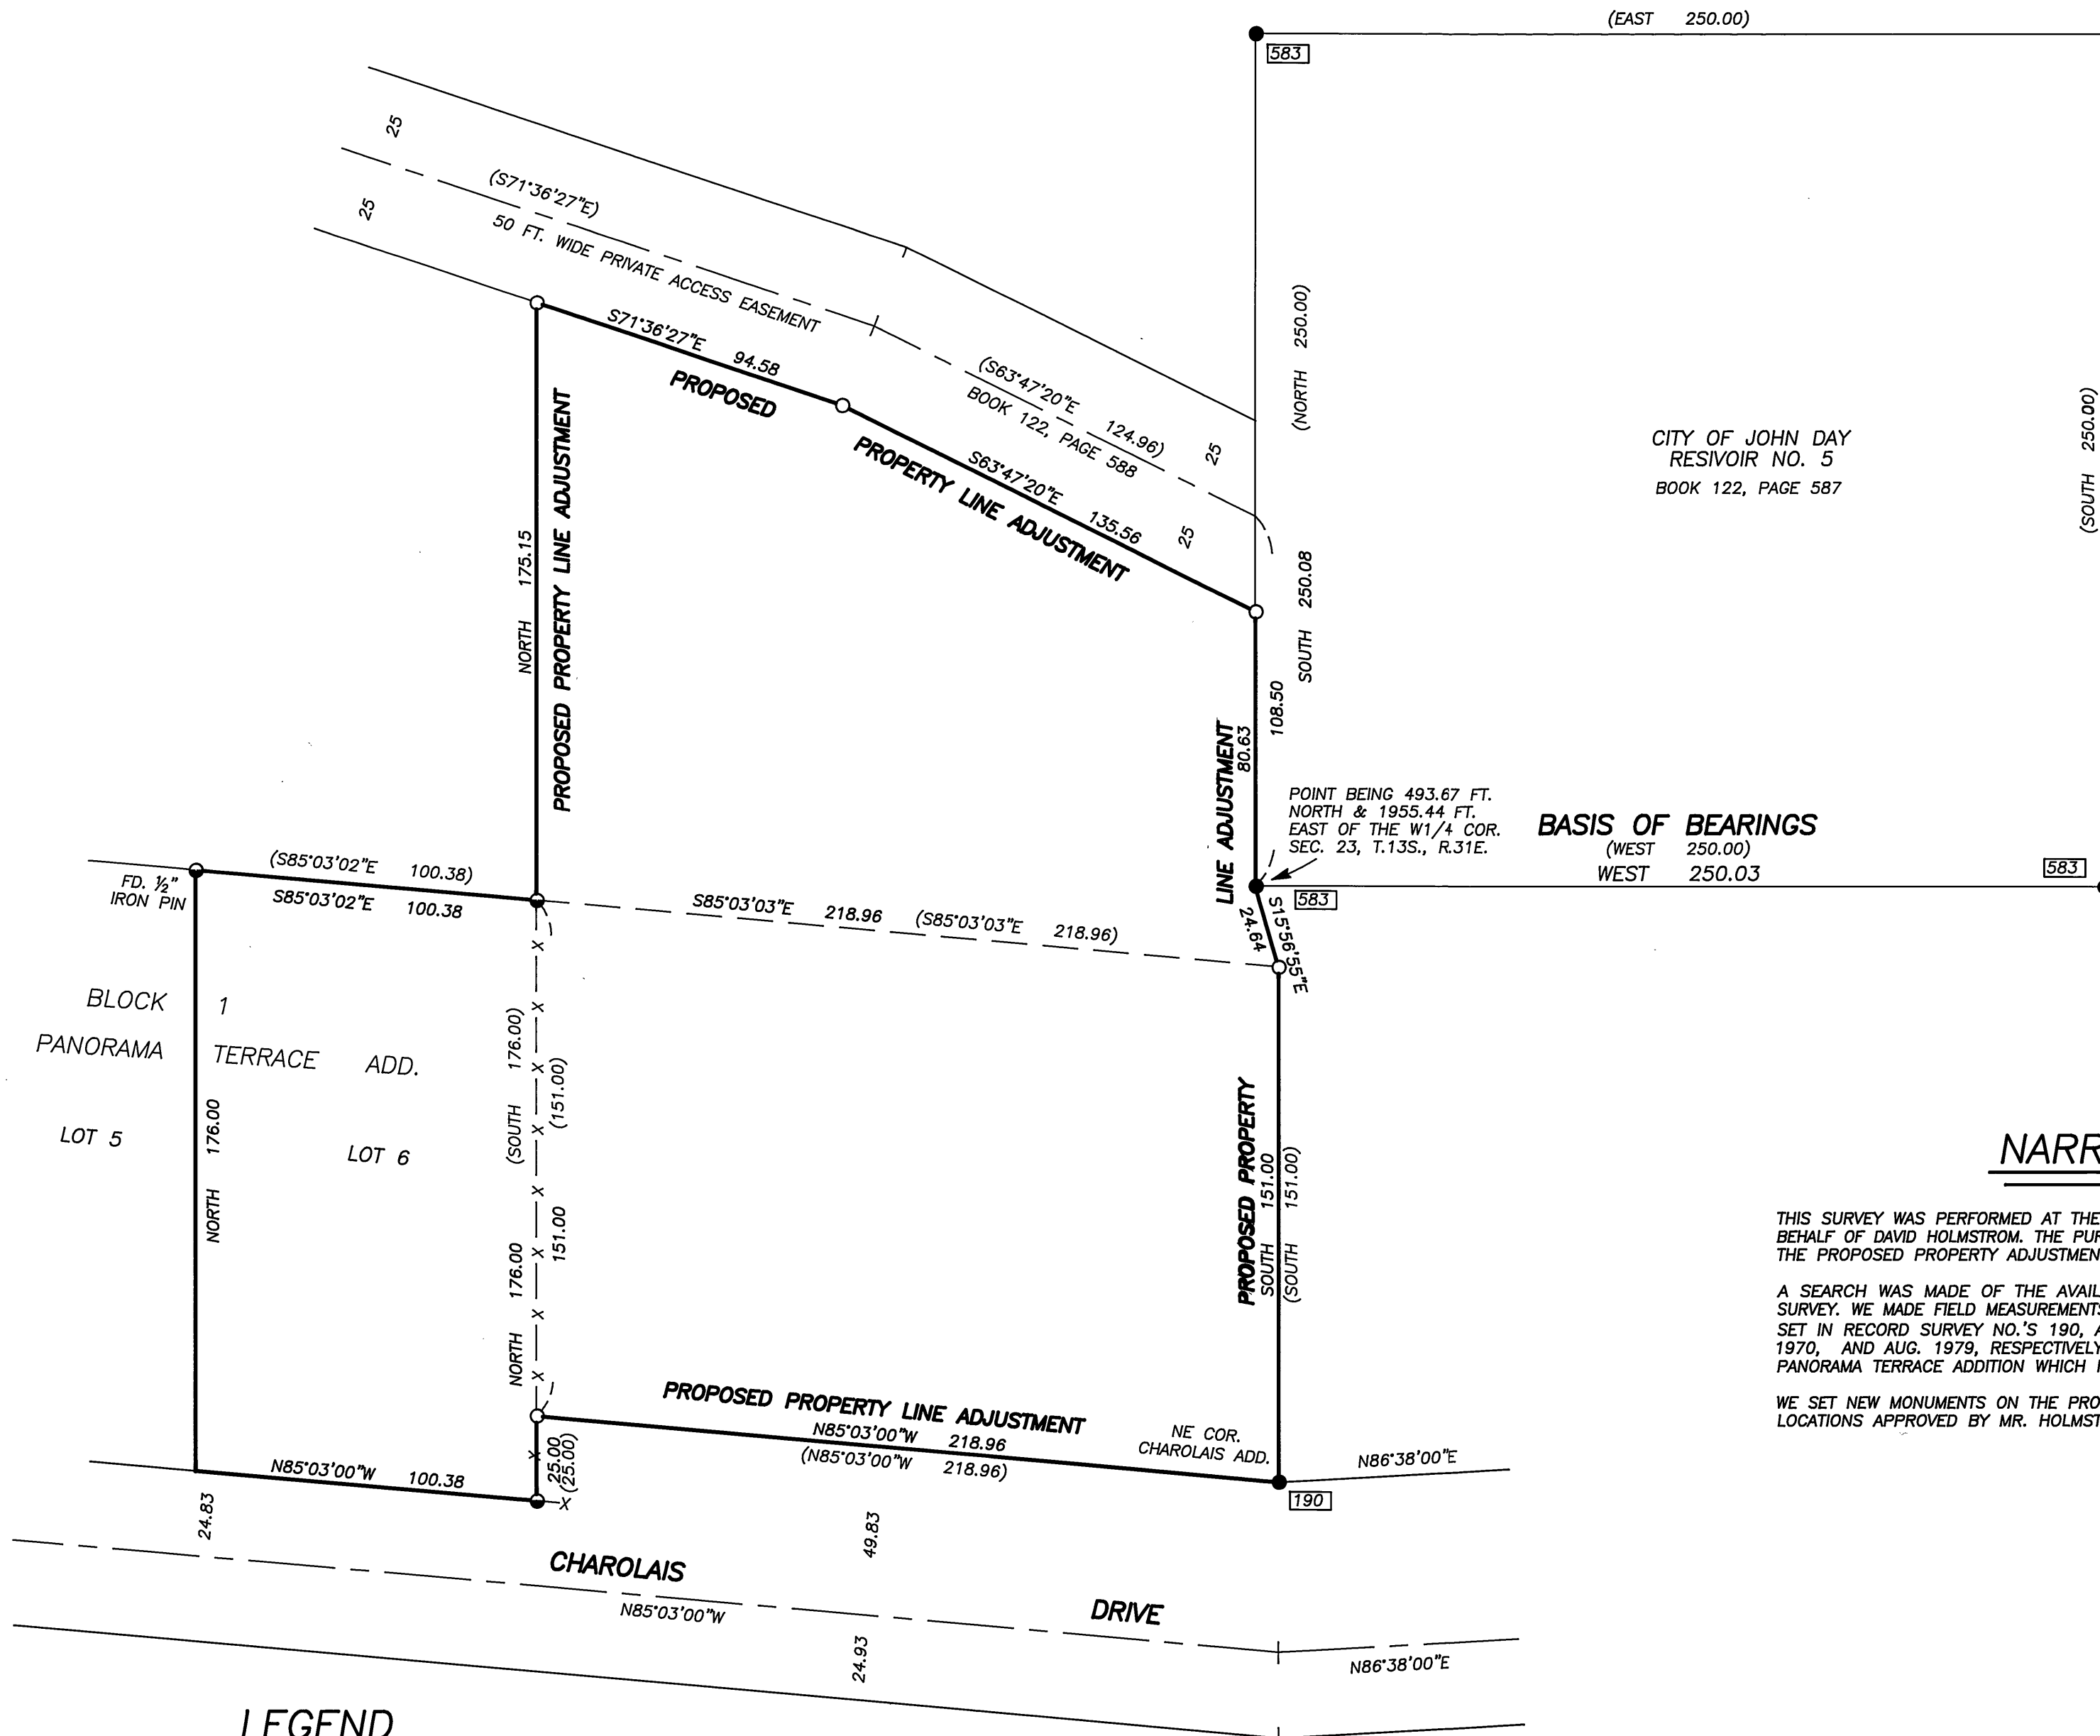 (EAST 250.00)
583
25
25
(S71°36'27"E)
50 FT. WIDE PRIVATE ACCESS EASEMENT
S71°36'27"E 94.58
PROPOSED
PROPERTY LINE ADJUSTMENT
(S63°47'20"E 124.96)
BOOK 122, PAGE 588
25
S63°47'20"E 135.56
25
(NORTH 250.00)
SOUTH 250.08
108.50
80.63
CITY OF JOHN DAY
RESIVOIR NO. 5
BOOK 122, PAGE 587
(SOUTH 250.00)
NORTH 175.15
PROPOSED PROPERTY LINE ADJUSTMENT
LINE ADJUSTMENT
POINT BEING 493.67 FT.
NORTH & 1955.44 FT.
EAST OF THE W1/4 COR.
SEC. 23, T.13S., R.31E.
BASIS OF BEARINGS
(WEST 250.00)
WEST 250.03
583
583
(S85°03'02"E 100.38)
S85°03'02"E 100.38
FD. ½"
IRON PIN
S85°03'03"E 218.96 (S85°03'03"E 218.96)
S15°56'55"E
24.64
BLOCK 1
PANORAMA TERRACE ADD.
LOT 5
LOT 6
NORTH 176.00
(SOUTH 176.00)
(151.00)
NORTH 176.00
151.00
PROPOSED PROPERTY
SOUTH 151.00
(SOUTH 151.00)
NARR
THIS SURVEY WAS PERFORMED AT THE
BEHALF OF DAVID HOLMSTROM. THE PUR
THE PROPOSED PROPERTY ADJUSTMEN
A SEARCH WAS MADE OF THE AVAIL
SURVEY. WE MADE FIELD MEASUREMENTS
SET IN RECORD SURVEY NO.'S 190, A
1970, AND AUG. 1979, RESPECTIVELY
PANORAMA TERRACE ADDITION WHICH
WE SET NEW MONUMENTS ON THE PRO
LOCATIONS APPROVED BY MR. HOLMST
PROPOSED PROPERTY LINE ADJUSTMENT
N85°03'00"W 218.96
(N85°03'00"W 218.96)
NE COR.
CHAROLAIS ADD.
N86°38'00"E
190
25.00
(25.00)
N85°03'00"W 100.38
24.83
49.83
CHAROLAIS DRIVE
N85°03'00"W
24.93
N86°38'00"E
LEGEND